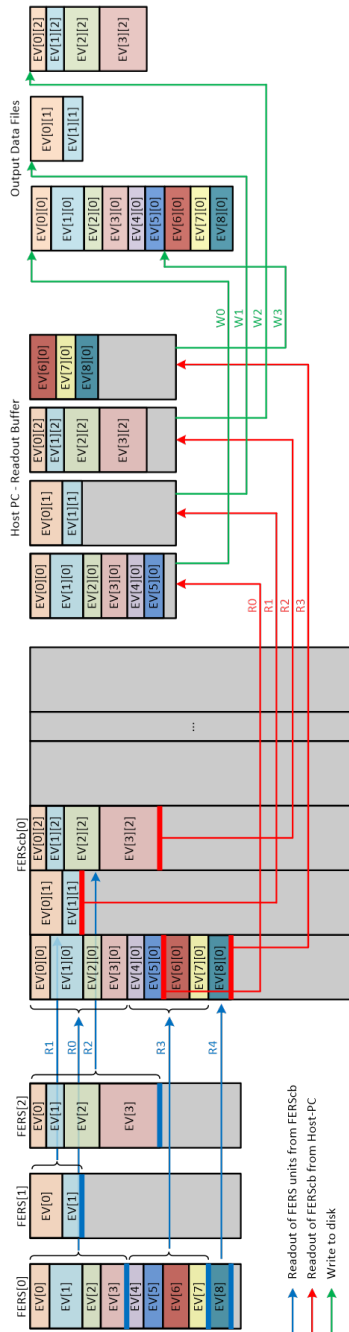 FERS[0]
EV[0]
EV[1]
EV[2]
EV[3]
EV[4]
EV[5]
EV[6]
EV[7]
EV[8]
FERS[1]
EV[0]
EV[1]
FERS[2]
EV[0]
EV[1]
EV[2]
EV[3]
R1
R0
R2
R3
R4
FERScb[0]
EV[0][0]
EV[1][0]
EV[2][0]
EV[3][0]
EV[4][0]
EV[5][0]
EV[6][0]
EV[7][0]
EV[8][0]
EV[0][1]
EV[1][1]
EV[0][2]
EV[1][2]
EV[2][2]
EV[3][2]
...
R0
R1
R2
R3
Host PC - Readout Buffer
EV[0][0]
EV[1][0]
EV[2][0]
EV[3][0]
EV[4][0]
EV[5][0]
EV[0][1]
EV[1][1]
EV[0][2]
EV[1][2]
EV[2][2]
EV[3][2]
EV[6][0]
EV[7][0]
EV[8][0]
W0
W1
W2
W3
Output Data Files
EV[0][0]
EV[1][0]
EV[2][0]
EV[3][0]
EV[4][0]
EV[5][0]
EV[6][0]
EV[7][0]
EV[8][0]
EV[0][1]
EV[1][1]
EV[0][2]
EV[1][2]
EV[2][2]
EV[3][2]
Readout of FERS units from FERScb
Readout of FERScb from Host-PC
Write to disk